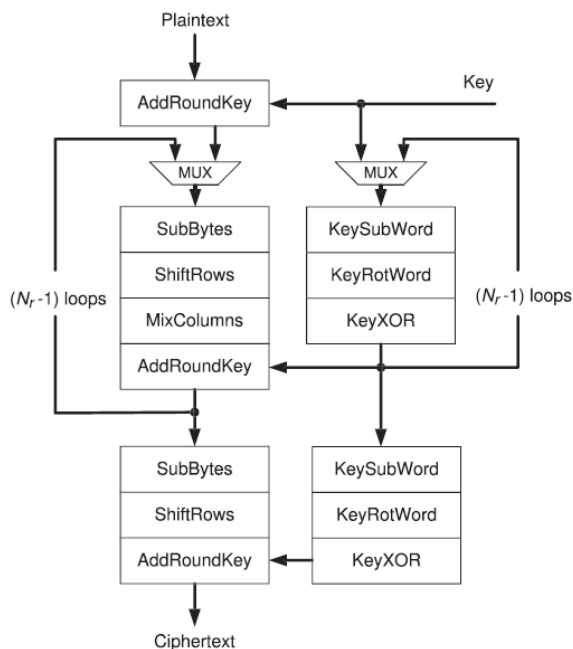 Plaintext
Key
AddRoundKey
MUX
MUX
SubBytes
KeySubWord
ShiftRows
KeyRotWord
(Nr-1) loops
(Nr-1) loops
MixColumns
KeyXOR
AddRoundKey
SubBytes
KeySubWord
ShiftRows
KeyRotWord
AddRoundKey
KeyXOR
Ciphertext